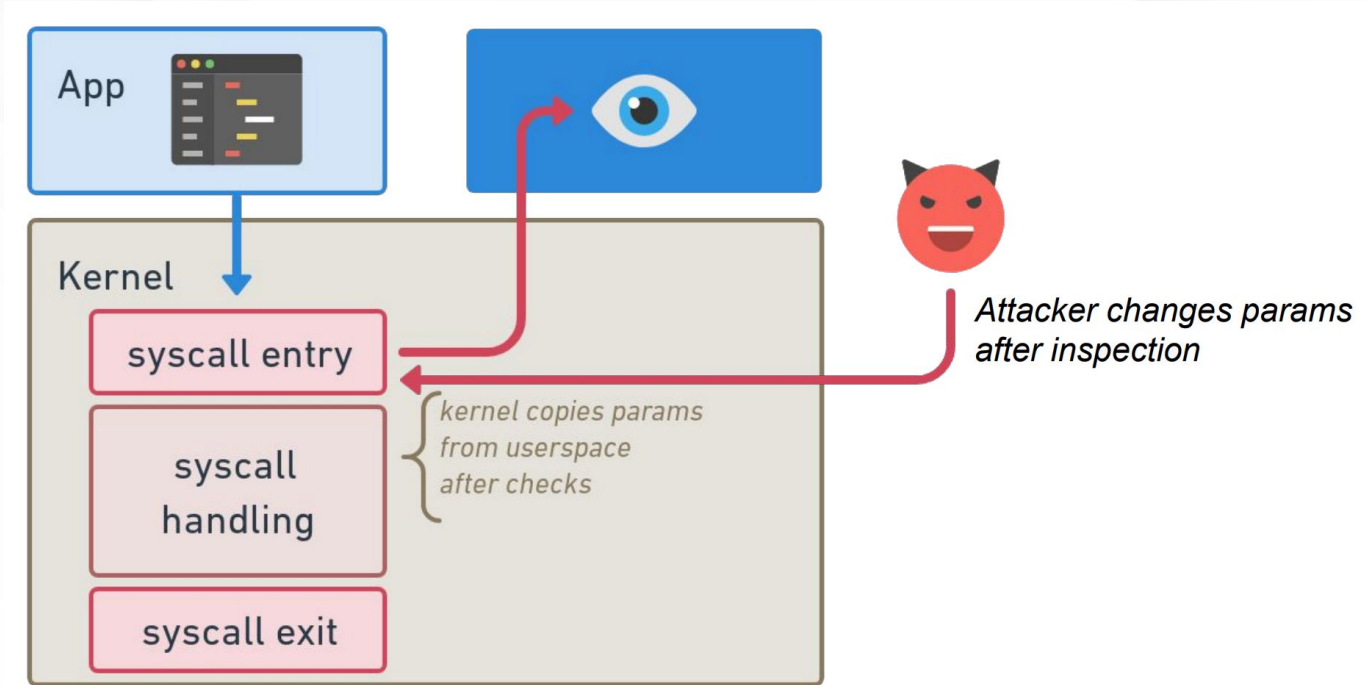 App
Kernel
syscall entry
Attacker changes params
after inspection
kernel copies params
from userspace
after checks
syscall
handling
syscall exit